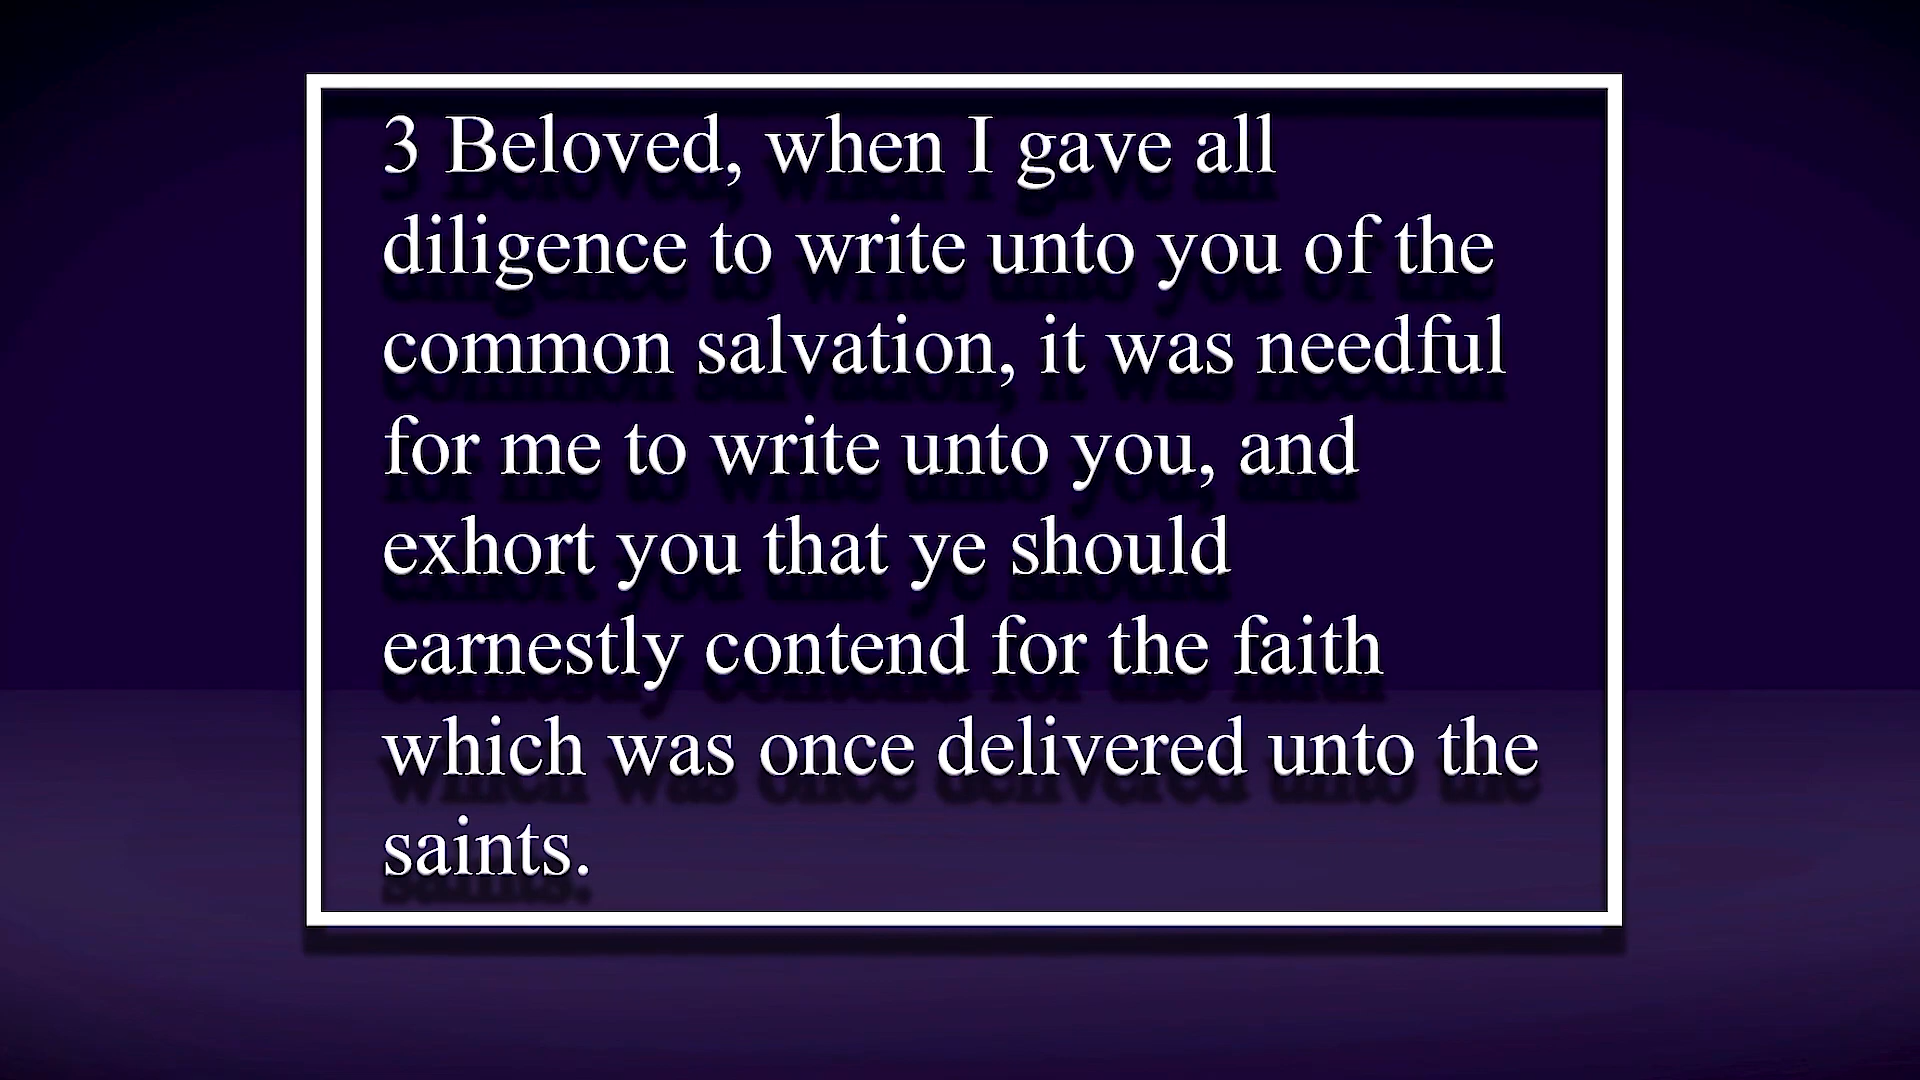 3 Beloved, when I gave all
diligence to write unto you of the
common salvation, it was needful
for me to write unto you, and
exhort you that ye should
earnestly contend for the faith
which was once delivered unto the
saints.